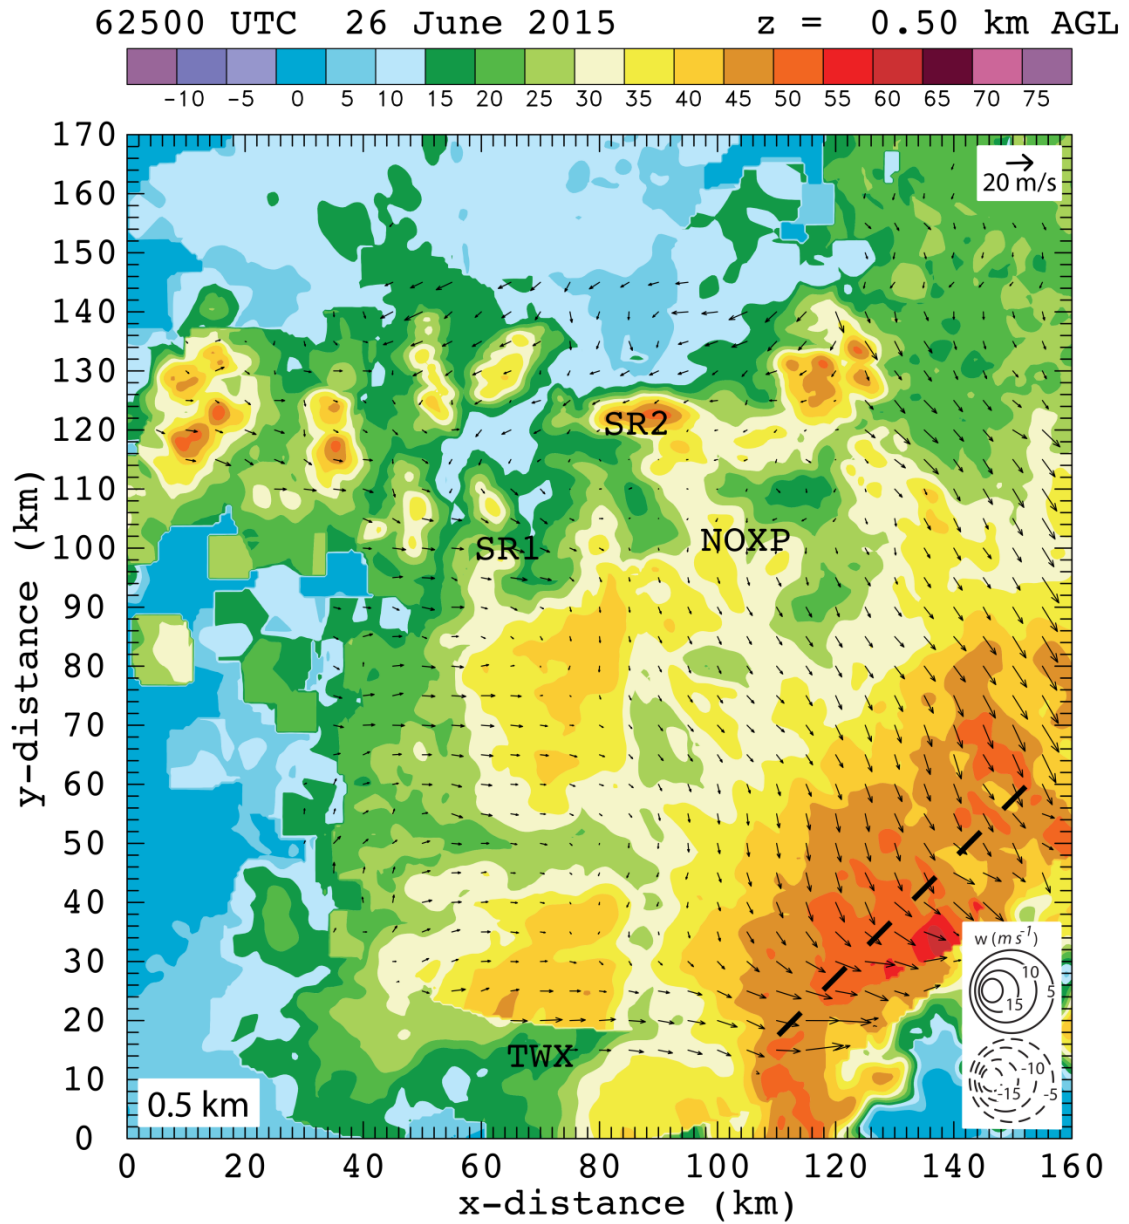 62500 UTC 26 June 2015 z = 0.50 km AGL
-10 -5 0 5 10 15 20 25 30 35 40 45 50 55 60 65 70 75
170
160
150
140
130
120
110
100
90
80
70
60
50
40
30
20
10
0
y-distance (km)
20 m/s
SR2
SR1
NOXP
TWX
w (m s⁻¹)
10
5
15
-10
-15
-5
0.5 km
0 20 40 60 80 100 120 140 160
x-distance (km)